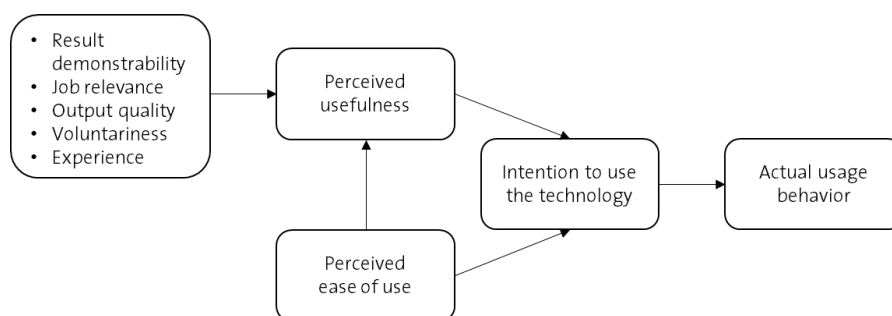 • Result
demonstrability
• Job relevance
• Output quality
• Voluntariness
• Experience
Perceived
usefulness
Perceived
ease of use
Intention to use
the technology
Actual usage
behavior